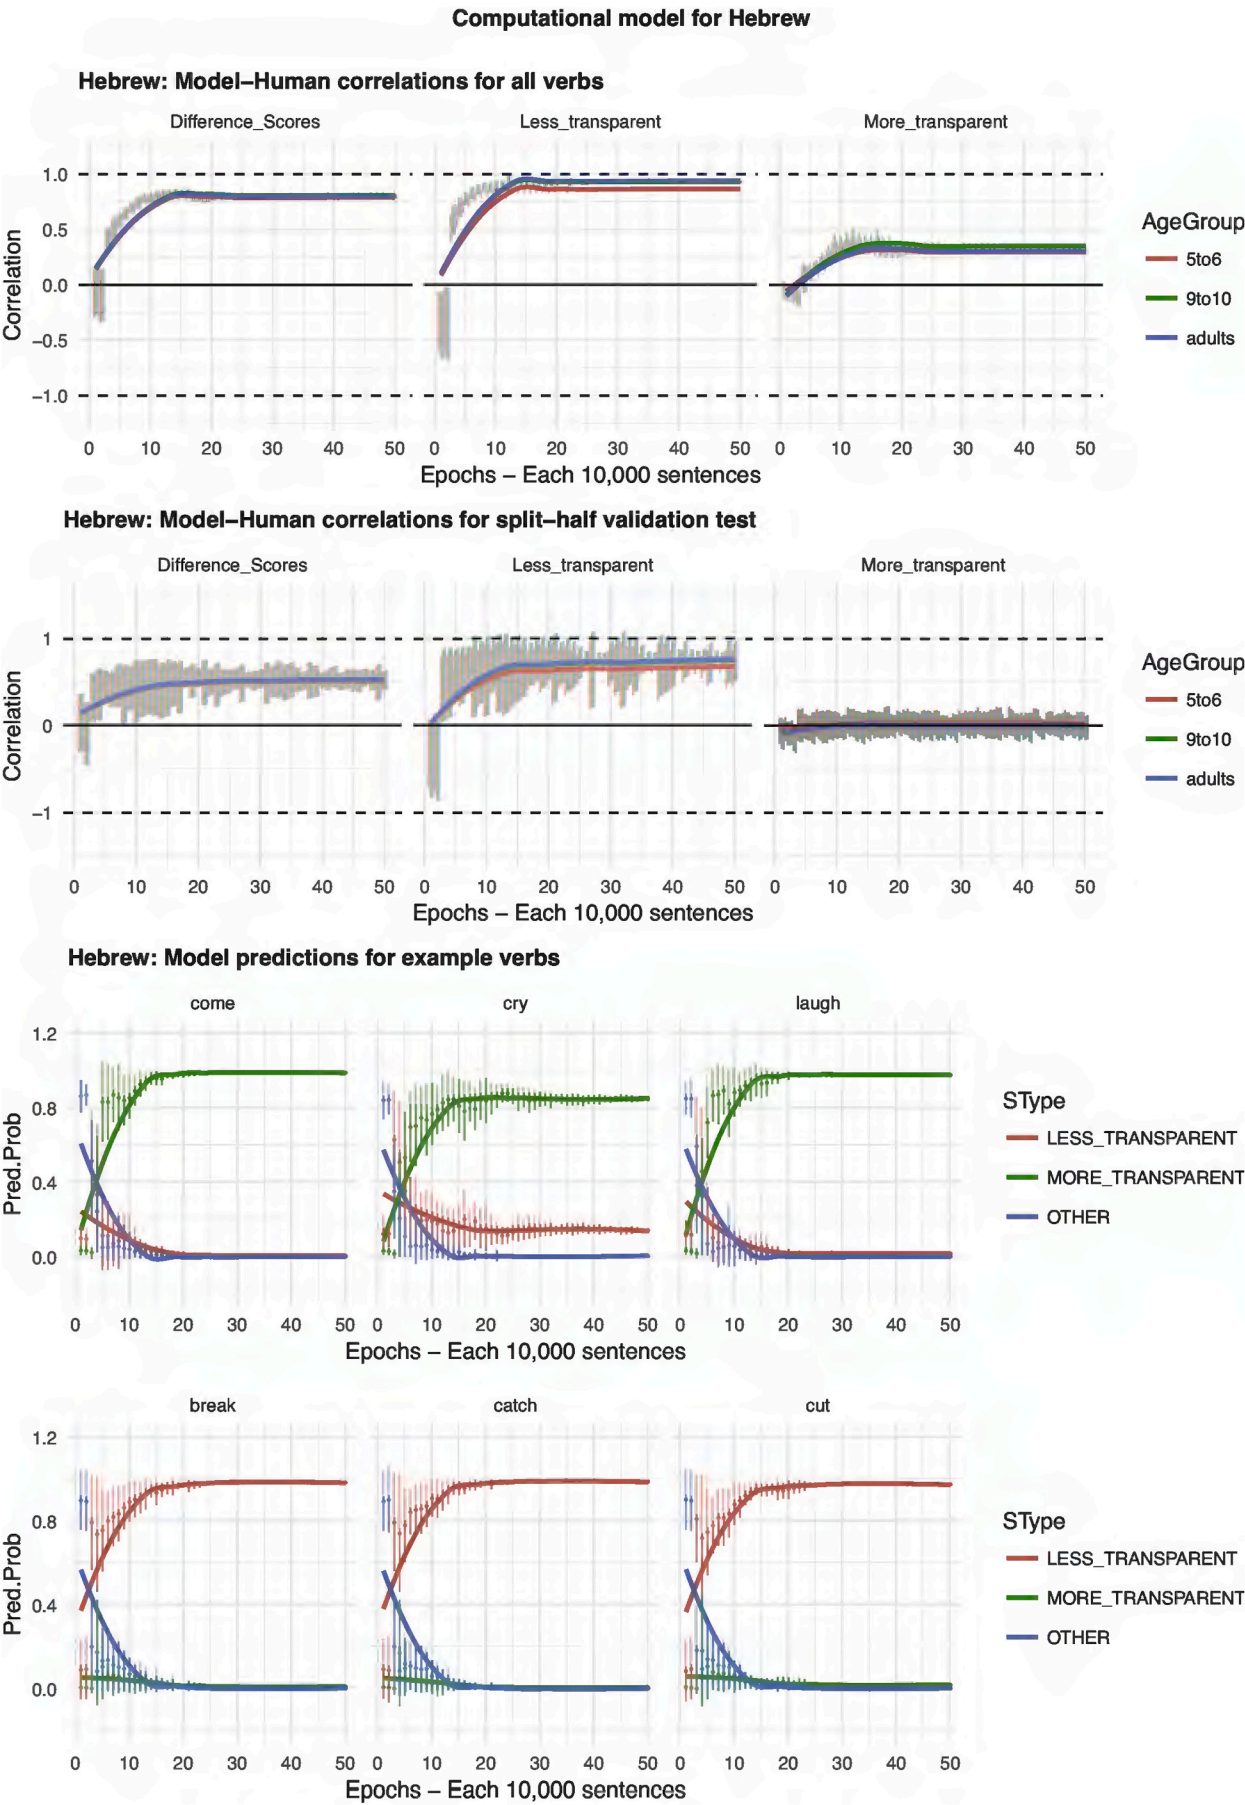 Computational model for Hebrew
Hebrew: Model–Human correlations for all verbs
Difference_Scores Less_transparent More_transparent
1.0
0.5
0.0
−0.5
−1.0
Correlation
0 10 20 30 40 50 0 10 20 30 40 50 0 10 20 30 40 50
Epochs – Each 10,000 sentences
AgeGroup
5to6
9to10
adults
Hebrew: Model–Human correlations for split–half validation test
Difference_Scores Less_transparent More_transparent
1
0
−1
Correlation
0 10 20 30 40 50 0 10 20 30 40 50 0 10 20 30 40 50
Epochs – Each 10,000 sentences
AgeGroup
5to6
9to10
adults
Hebrew: Model predictions for example verbs
come cry laugh
1.2
0.8
0.4
0.0
Pred.Prob
0 10 20 30 40 50 0 10 20 30 40 50 0 10 20 30 40 50
Epochs – Each 10,000 sentences
SType
LESS_TRANSPARENT
MORE_TRANSPARENT
OTHER
break catch cut
1.2
0.8
0.4
0.0
Pred.Prob
0 10 20 30 40 50 0 10 20 30 40 50 0 10 20 30 40 50
Epochs – Each 10,000 sentences
SType
LESS_TRANSPARENT
MORE_TRANSPARENT
OTHER